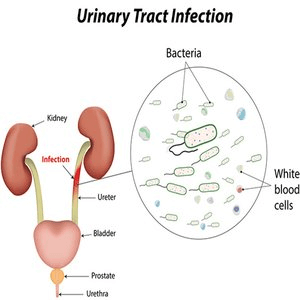 Urinary Tract Infection
Bacteria
Kidney
Infection
Ureter
White
blood
cells
Bladder
Prostate
Urethra